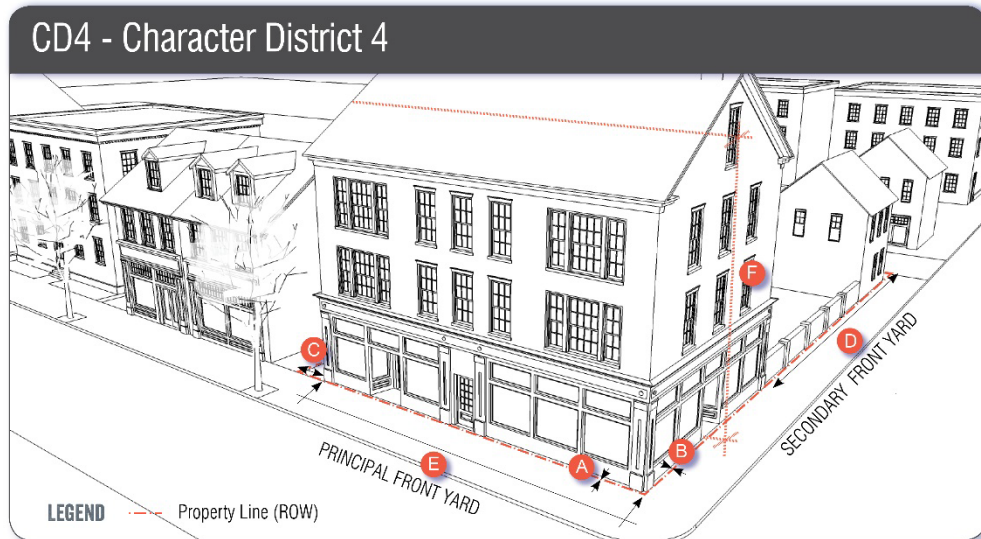 CD4 - Character District 4
F
C
D
SECONDARY FRONT YARD
B
A
E
PRINCIPAL FRONT YARD
LEGEND Property Line (ROW)